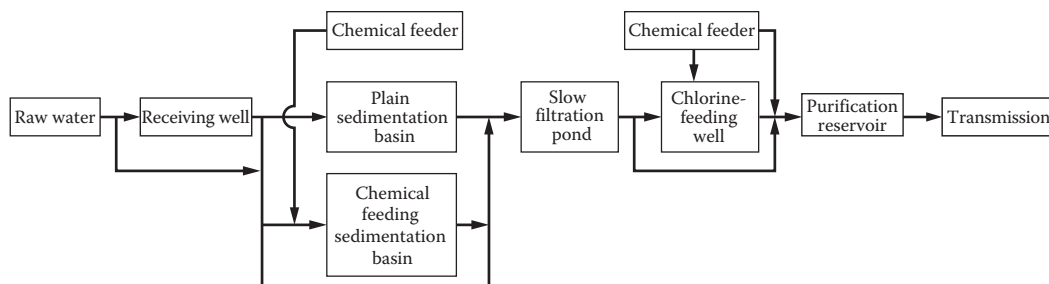 Chemical feeder
Chemical feeder
Raw water
Receiving well
Plain
sedimentation
basin
Slow
filtration
pond
Chlorine-
feeding
well
Purification
reservoir
Transmission
Chemical
feeding
sedimentation
basin